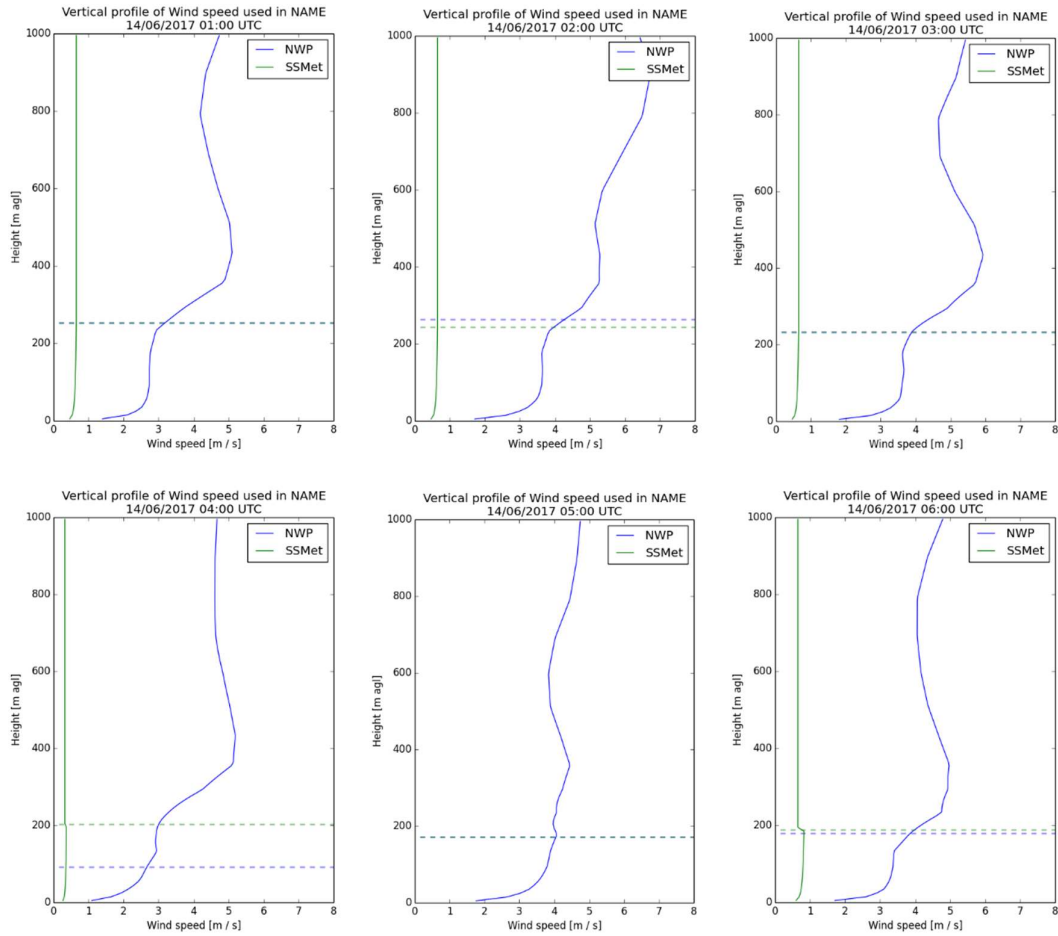 Vertical profile of Wind speed used in NAME
14/06/2017 01:00 UTC
1000
800
600
400
200
0
Height [m agl]
NWP
SSMet
0 1 2 3 4 5 6 7 8
Wind speed [m / s]
Vertical profile of Wind speed used in NAME
14/06/2017 02:00 UTC
1000
800
600
400
200
0
Height [m agl]
NWP
SSMet
0 1 2 3 4 5 6 7 8
Wind speed [m / s]
Vertical profile of Wind speed used in NAME
14/06/2017 03:00 UTC
1000
800
600
400
200
0
Height [m agl]
NWP
SSMet
0 1 2 3 4 5 6 7 8
Wind speed [m / s]
Vertical profile of Wind speed used in NAME
14/06/2017 04:00 UTC
1000
800
600
400
200
0
Height [m agl]
NWP
SSMet
0 1 2 3 4 5 6 7 8
Wind speed [m / s]
Vertical profile of Wind speed used in NAME
14/06/2017 05:00 UTC
1000
800
600
400
200
0
Height [m agl]
NWP
SSMet
0 1 2 3 4 5 6 7 8
Wind speed [m / s]
Vertical profile of Wind speed used in NAME
14/06/2017 06:00 UTC
1000
800
600
400
200
0
Height [m agl]
NWP
SSMet
0 1 2 3 4 5 6 7 8
Wind speed [m / s]